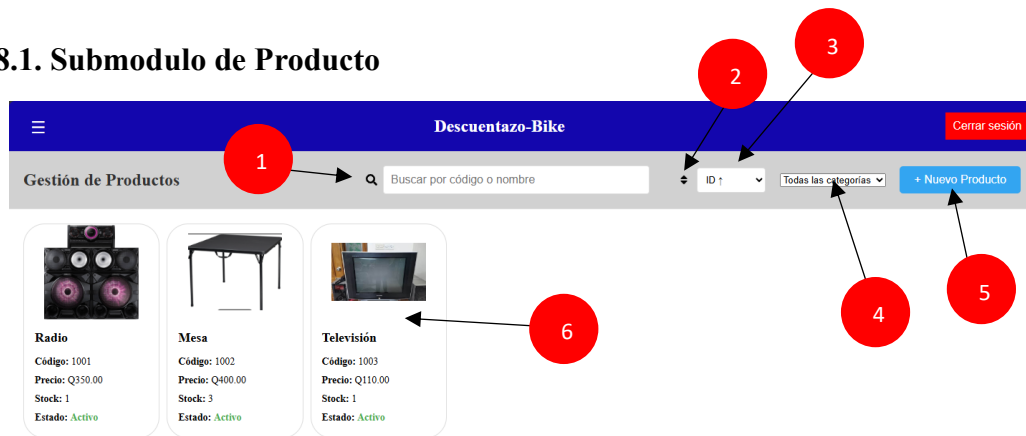 8.1. Submodulo de Producto
3
2
☰ Descuentazo-Bike Cerrar sesión
1
Gestión de Productos Buscar por código o nombre ID ↑ Todas las categorías + Nuevo Producto
5
4
6
Radio Mesa Televisión
Código: 1001 Código: 1002 Código: 1003
Precio: Q350.00 Precio: Q400.00 Precio: Q110.00
Stock: 1 Stock: 3 Stock: 1
Estado: Activo Estado: Activo Estado: Activo